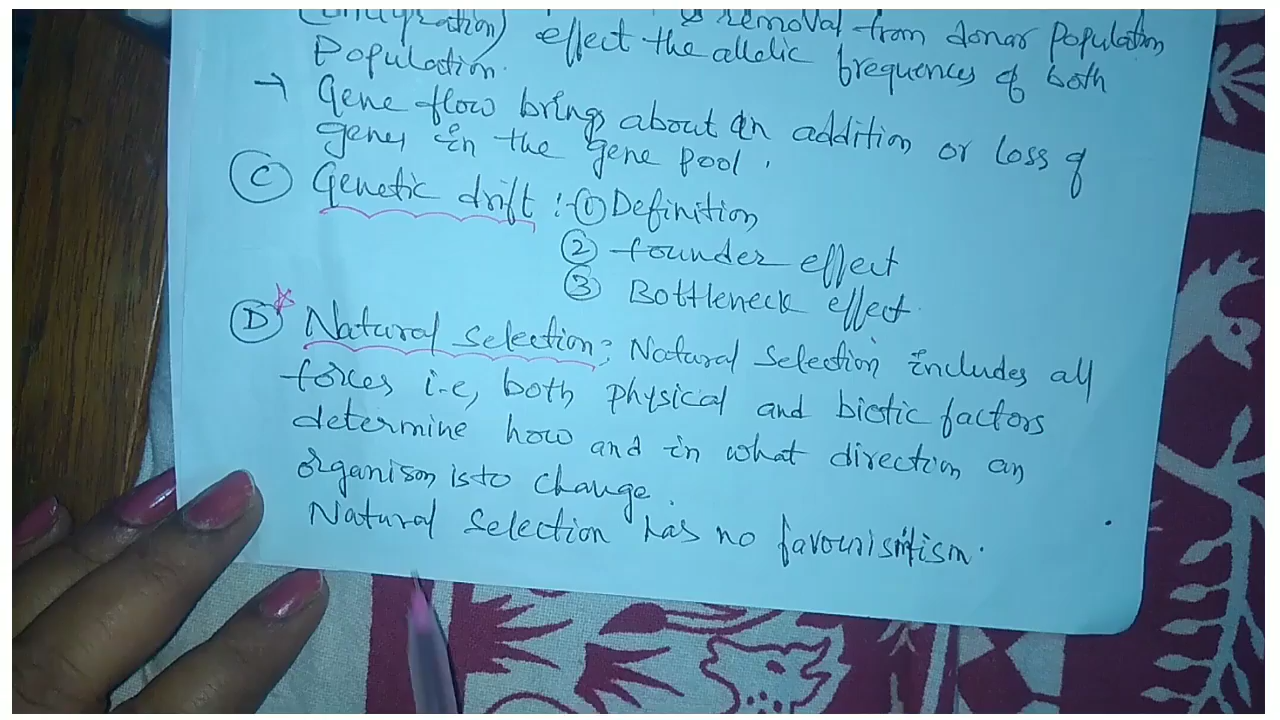 removal from donar population
effect the allelic frequences of both
Population.
→ Gene flow brings about an addition or loss of
genes in the gene pool.
C Genetic drift :- ① Definition
② founder effect
③ Bottleneck effect.
D Natural selection: Natural Selection includes all
forces i.e, both physical and biotic factors
determine how and in what direction an
organison is to change.
Natural Selection has no